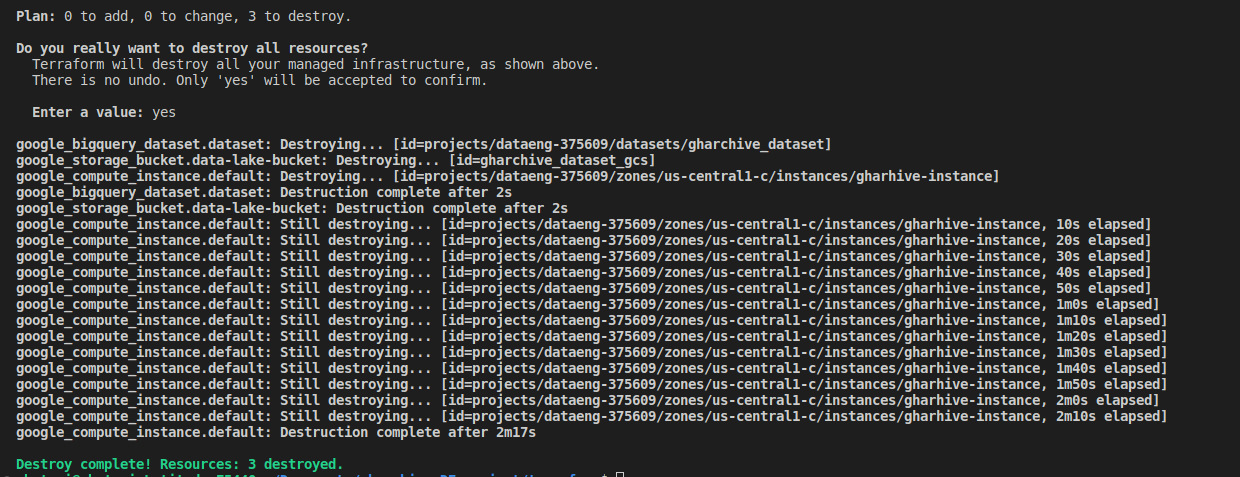 Plan: 0 to add, 0 to change, 3 to destroy.
Do you really want to destroy all resources?
Terraform will destroy all your managed infrastructure, as shown above.
There is no undo. Only 'yes' will be accepted to confirm.
Enter a value: yes
google_bigquery_dataset.dataset: Destroying... [id=projects/dataeng-375609/datasets/gharchive_dataset]
google_storage_bucket.data-lake-bucket: Destroying... [id=gharchive_dataset_gcs]
google_compute_instance.default: Destroying... [id=projects/dataeng-375609/zones/us-central1-c/instances/gharhive-instance]
google_bigquery_dataset.dataset: Destruction complete after 2s
google_storage_bucket.data-lake-bucket: Destruction complete after 2s
google_compute_instance.default: Still destroying... [id=projects/dataeng-375609/zones/us-central1-c/instances/gharhive-instance, 10s elapsed]
google_compute_instance.default: Still destroying... [id=projects/dataeng-375609/zones/us-central1-c/instances/gharhive-instance, 20s elapsed]
google_compute_instance.default: Still destroying... [id=projects/dataeng-375609/zones/us-central1-c/instances/gharhive-instance, 30s elapsed]
google_compute_instance.default: Still destroying... [id=projects/dataeng-375609/zones/us-central1-c/instances/gharhive-instance, 40s elapsed]
google_compute_instance.default: Still destroying... [id=projects/dataeng-375609/zones/us-central1-c/instances/gharhive-instance, 50s elapsed]
google_compute_instance.default: Still destroying... [id=projects/dataeng-375609/zones/us-central1-c/instances/gharhive-instance, 1m0s elapsed]
google_compute_instance.default: Still destroying... [id=projects/dataeng-375609/zones/us-central1-c/instances/gharhive-instance, 1m10s elapsed]
google_compute_instance.default: Still destroying... [id=projects/dataeng-375609/zones/us-central1-c/instances/gharhive-instance, 1m20s elapsed]
google_compute_instance.default: Still destroying... [id=projects/dataeng-375609/zones/us-central1-c/instances/gharhive-instance, 1m30s elapsed]
google_compute_instance.default: Still destroying... [id=projects/dataeng-375609/zones/us-central1-c/instances/gharhive-instance, 1m40s elapsed]
google_compute_instance.default: Still destroying... [id=projects/dataeng-375609/zones/us-central1-c/instances/gharhive-instance, 1m50s elapsed]
google_compute_instance.default: Still destroying... [id=projects/dataeng-375609/zones/us-central1-c/instances/gharhive-instance, 2m0s elapsed]
google_compute_instance.default: Still destroying... [id=projects/dataeng-375609/zones/us-central1-c/instances/gharhive-instance, 2m10s elapsed]
google_compute_instance.default: Destruction complete after 2m17s
Destroy complete! Resources: 3 destroyed.